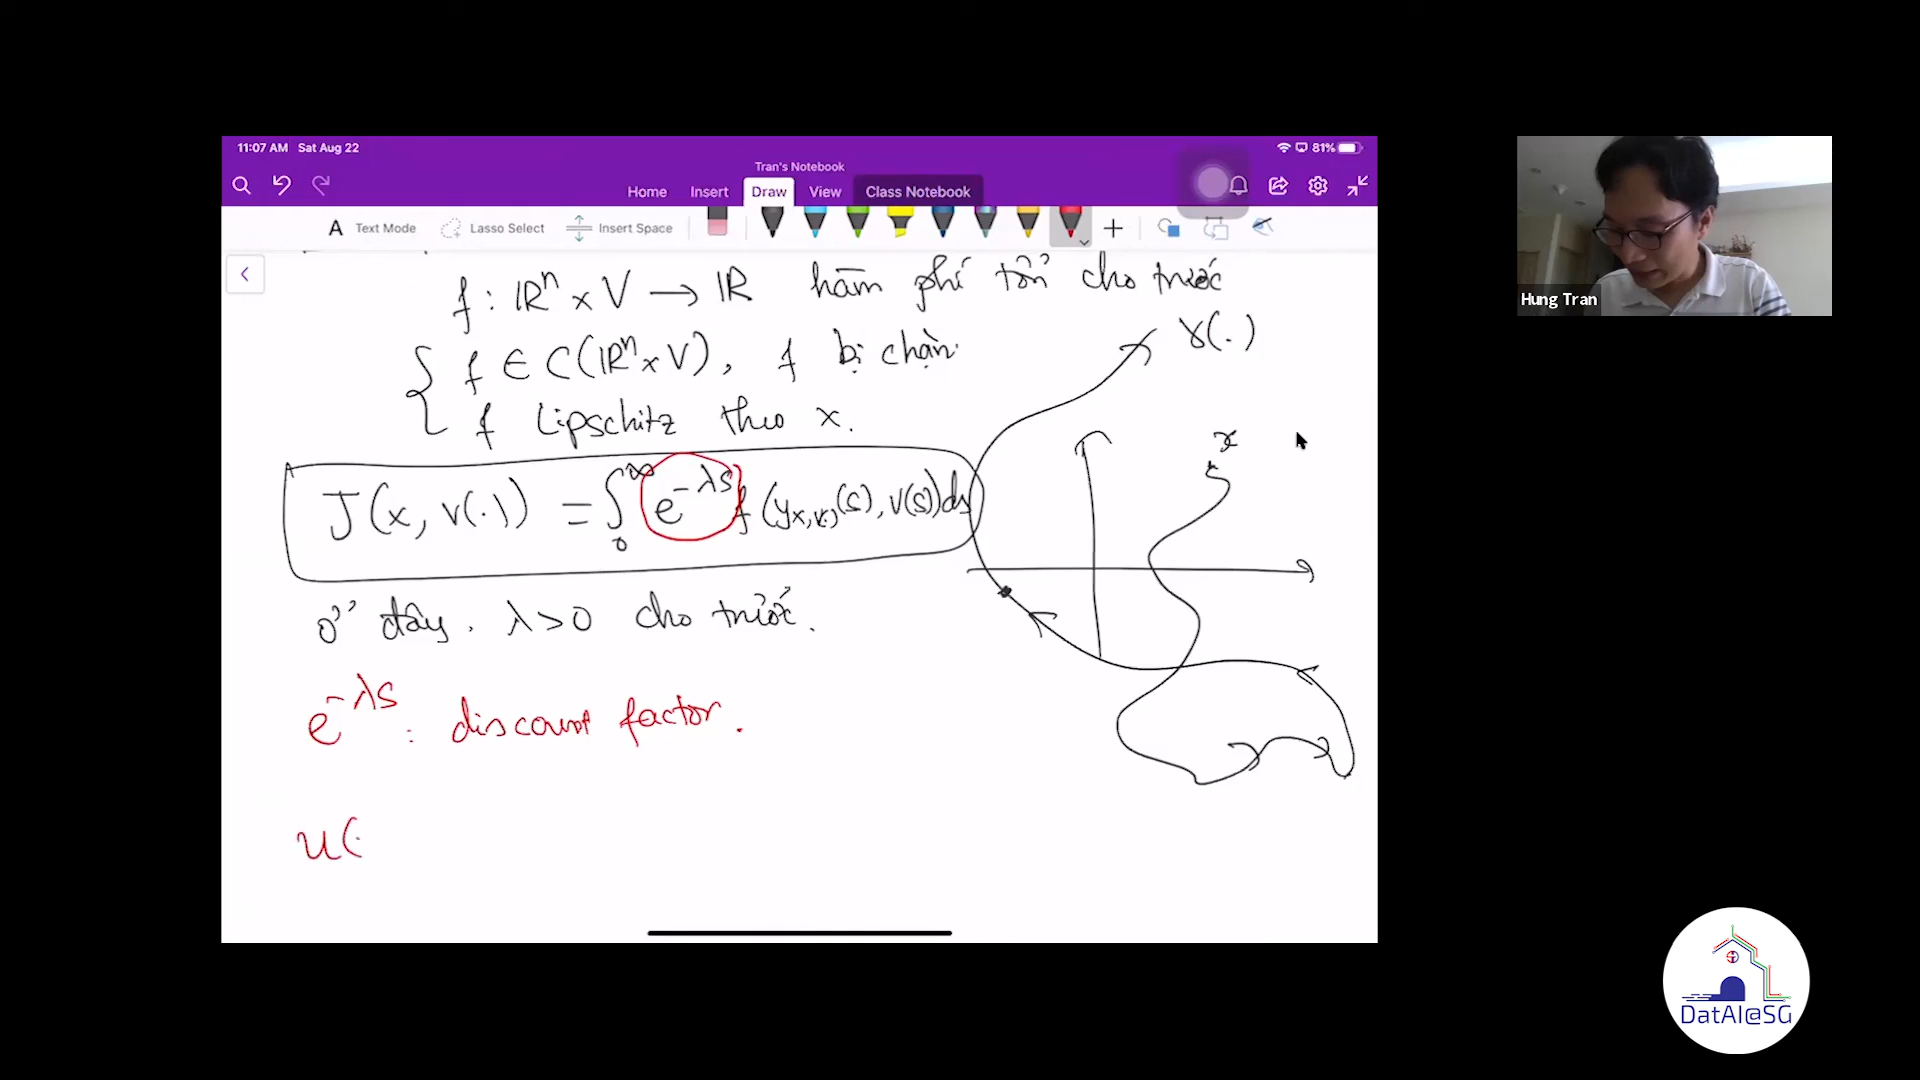 11:07 AM Sat Aug 22
81%
Tran's Notebook
Home Insert Draw View Class Notebook
A Text Mode Lasso Select Insert Space
f : ℝⁿ × V → ℝ hàm phí tổn cho trước
{ f ∈ C(ℝⁿ × V), f bị chặn.
f Lipschitz theo x.
γ(.)
x
J(x, v(.)) = ∫₀^∞ e^{-λs} f(y_{x,v(.)}(s), v(s)) ds
ở đây. λ > 0 cho trước.
e^{-λs} : discount factor.
u(
Hung Tran
DatAI@SG